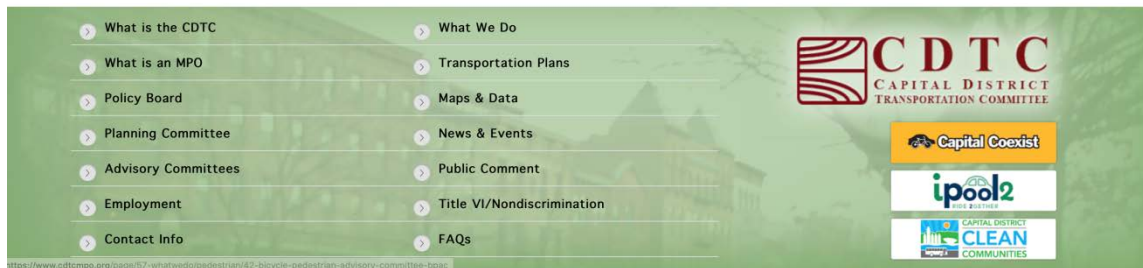 What is the CDTC
What is an MPO
Policy Board
Planning Committee
Advisory Committees
Employment
Contact Info
What We Do
Transportation Plans
Maps & Data
News & Events
Public Comment
Title VI/Nondiscrimination
FAQs
CDTC
CAPITAL DISTRICT
TRANSPORTATION COMMITTEE
Capital Coexist
ipool2
RIDE 2GETHER
CAPITAL DISTRICT
CLEAN
COMMUNITIES
https://www.cdtcmpo.org/page/57-whatwedo/pedestrian/42-bicycle-pedestrian-advisory-committee-bpac